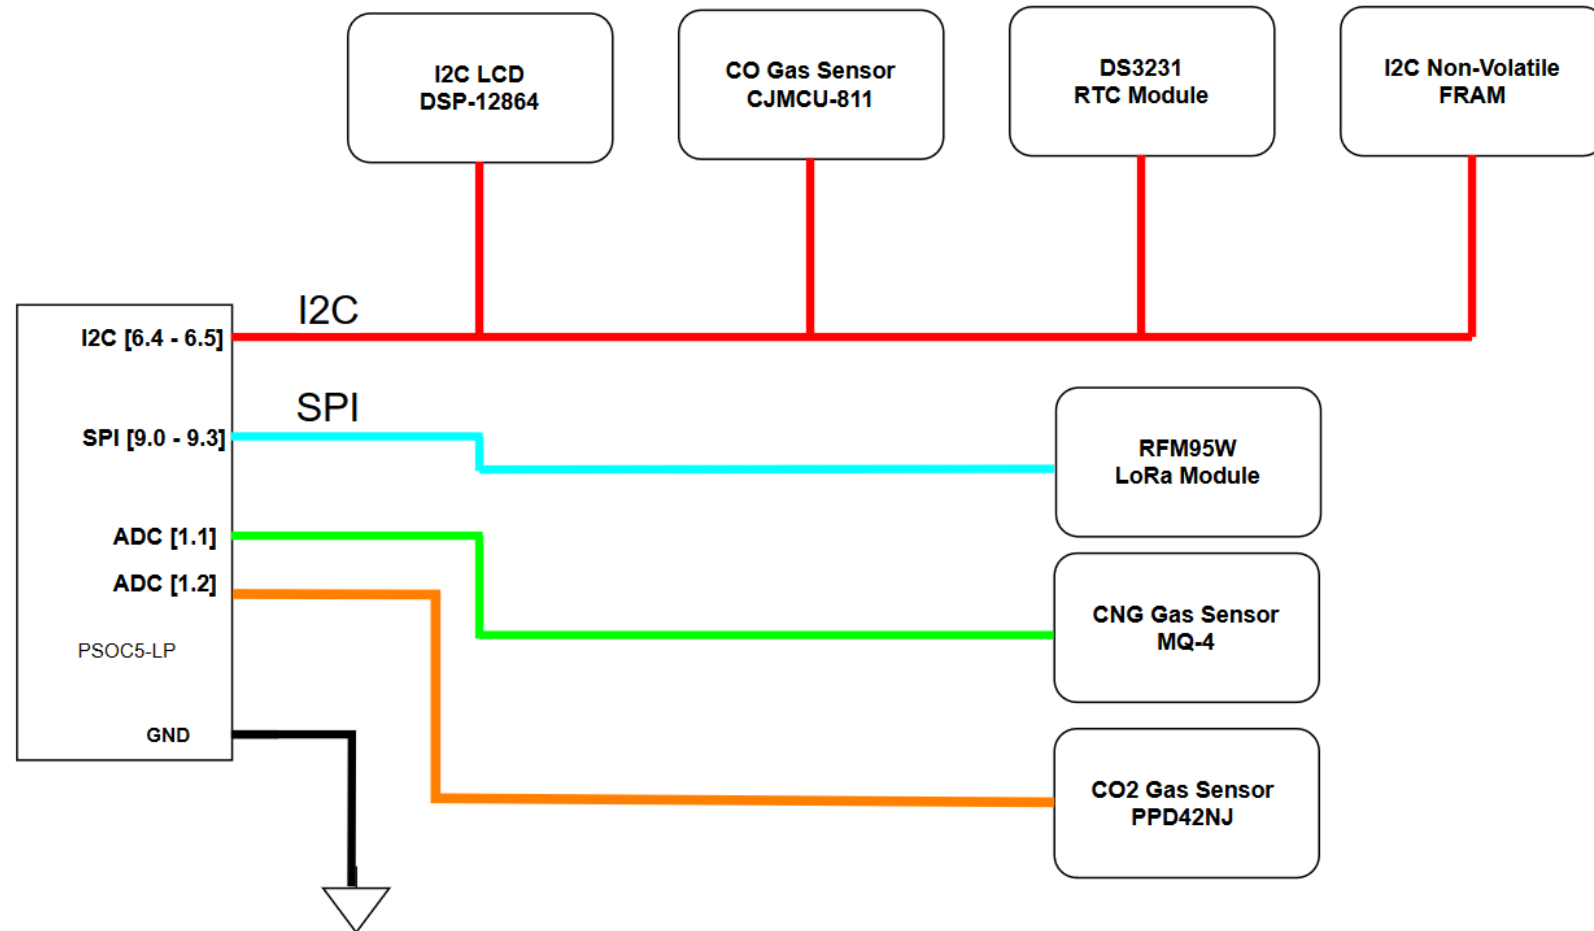 I2C LCD
DSP-12864
CO Gas Sensor
CJMCU-811
DS3231
RTC Module
I2C Non-Volatile
FRAM
I2C
I2C [6.4 - 6.5]
SPI
SPI [9.0 - 9.3]
RFM95W
LoRa Module
ADC [1.1]
ADC [1.2]
CNG Gas Sensor
MQ-4
PSOC5-LP
GND
CO2 Gas Sensor
PPD42NJ